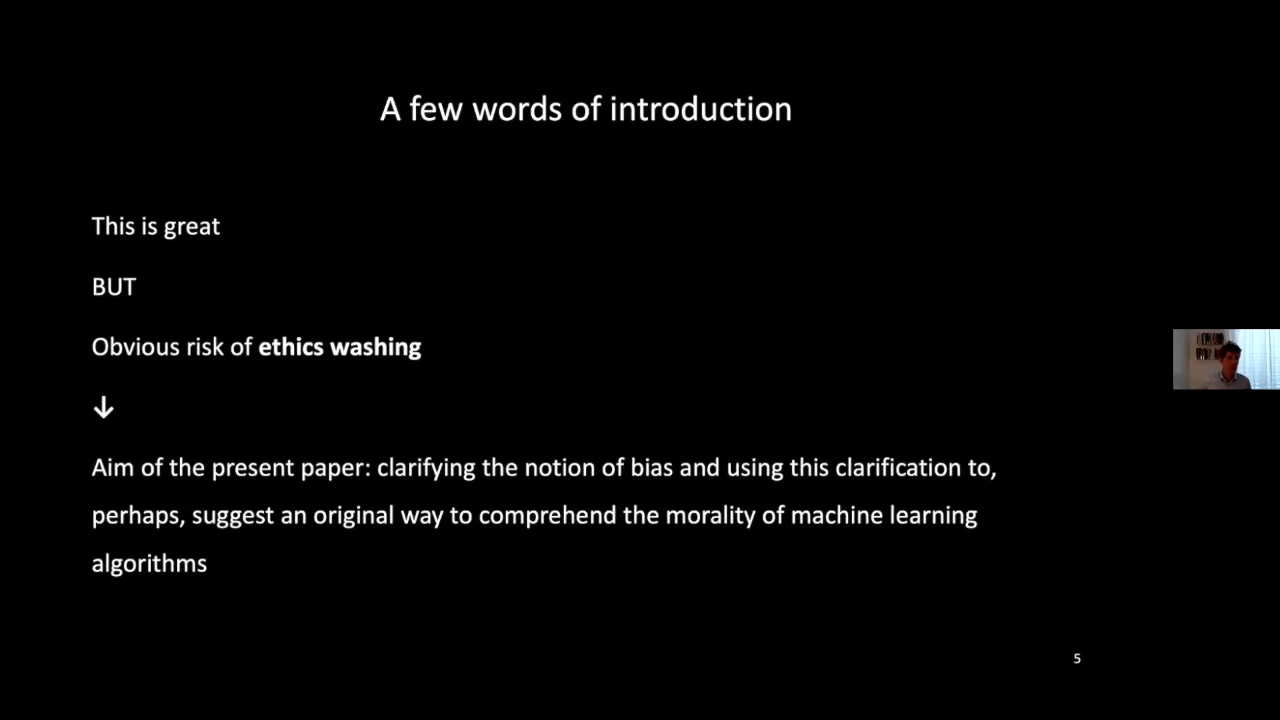 A few words of introduction
This is great
BUT
Obvious risk of ethics washing
↓
Aim of the present paper: clarifying the notion of bias and using this clarification to,
perhaps, suggest an original way to comprehend the morality of machine learning
algorithms
5